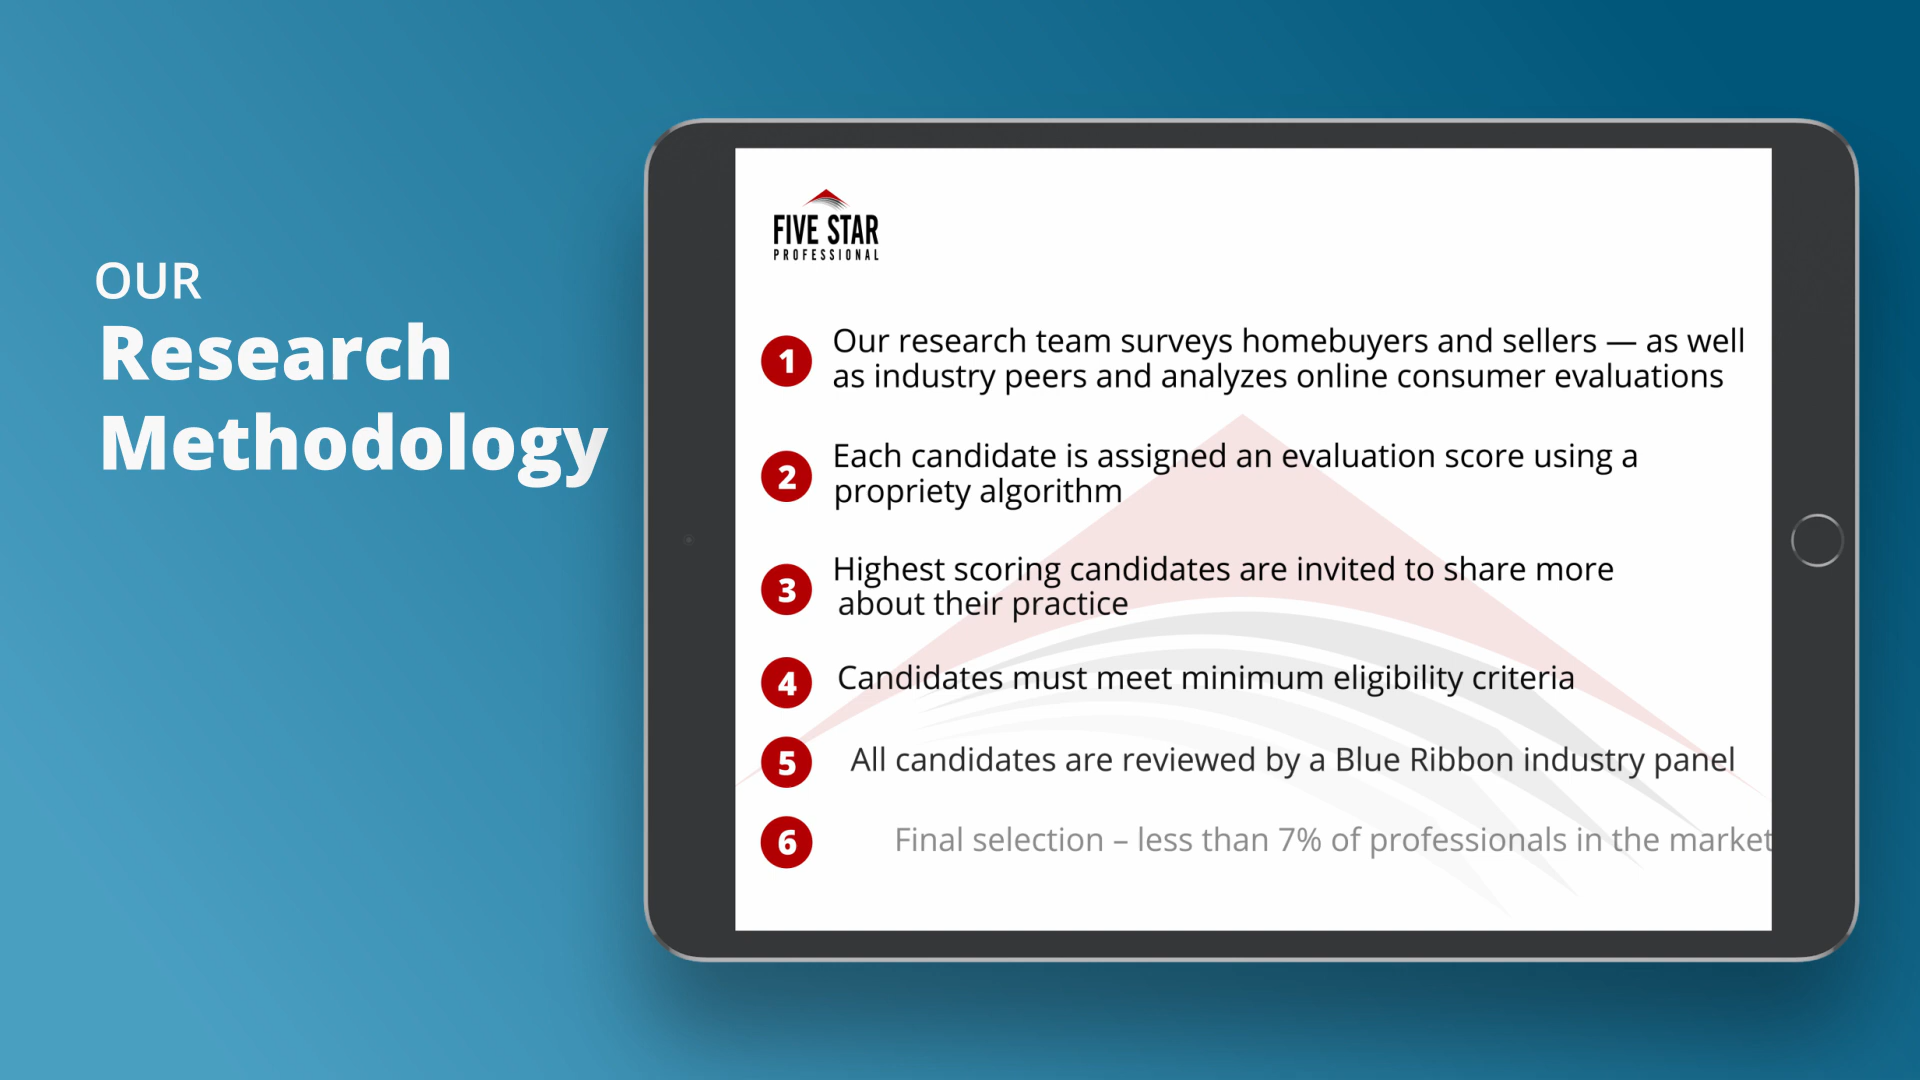 OUR
Research
Methodology
FIVE STAR
PROFESSIONAL
1 Our research team surveys homebuyers and sellers — as well
as industry peers and analyzes online consumer evaluations
2 Each candidate is assigned an evaluation score using a
propriety algorithm
3 Highest scoring candidates are invited to share more
about their practice
4 Candidates must meet minimum eligibility criteria
5 All candidates are reviewed by a Blue Ribbon industry panel
6 Final selection – less than 7% of professionals in the market